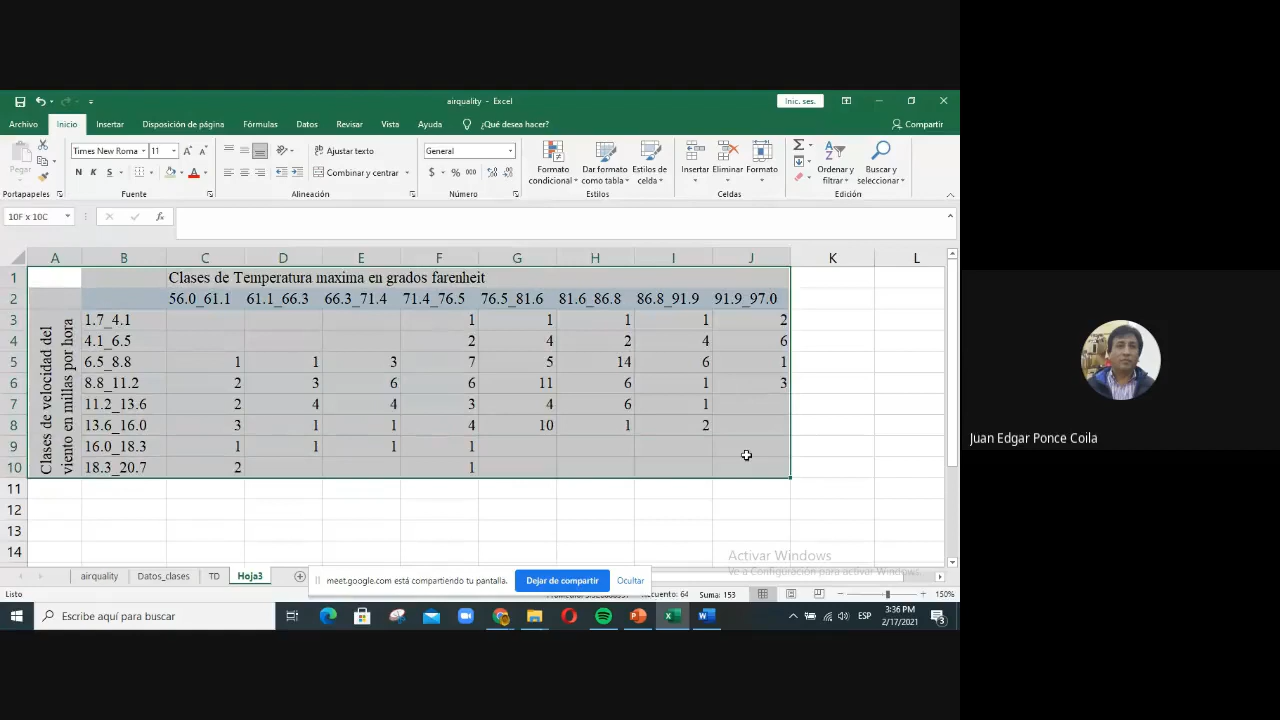 airquality - Excel
Inic. ses.
Archivo Inicio Insertar Disposición de página Fórmulas Datos Revisar Vista Ayuda ¿Qué desea hacer? Compartir
Pegar
Times New Roma 11
N K S
Ajustar texto
Combinar y centrar
General
$ % 000
Formato condicional
Dar formato como tabla
Estilos de celda
Insertar Eliminar Formato
Ordenar y filtrar
Buscar y seleccionar
Portapapeles Fuente Alineación Número Estilos Celdas Edición
10F x 10C fx
A B C D E F G H I J K L
1 Clases de Temperatura maxima en grados farenheit
2 56.0_61.1 61.1_66.3 66.3_71.4 71.4_76.5 76.5_81.6 81.6_86.8 86.8_91.9 91.9_97.0
Clases de velocidad del
viento en millas por hora
3 1.7_4.1 1 1 1 1 2
4 4.1_6.5 2 4 2 4 6
5 6.5_8.8 1 1 3 7 5 14 6 1
6 8.8_11.2 2 3 6 6 11 6 1 3
7 11.2_13.6 2 4 4 3 4 6 1
8 13.6_16.0 3 1 1 4 10 1 2
9 16.0_18.3 1 1 1 1
10 18.3_20.7 2 1
11
12
13
14
Juan Edgar Ponce Coila
Activar Windows
Ve a Configuración para activar Windows.
airquality Datos_clases TD Hoja3
meet.google.com está compartiendo tu pantalla. Dejar de compartir Ocultar
Listo Recuento: 64 Suma: 153 150%
Escribe aquí para buscar
ESP
3:36 PM
2/17/2021
3